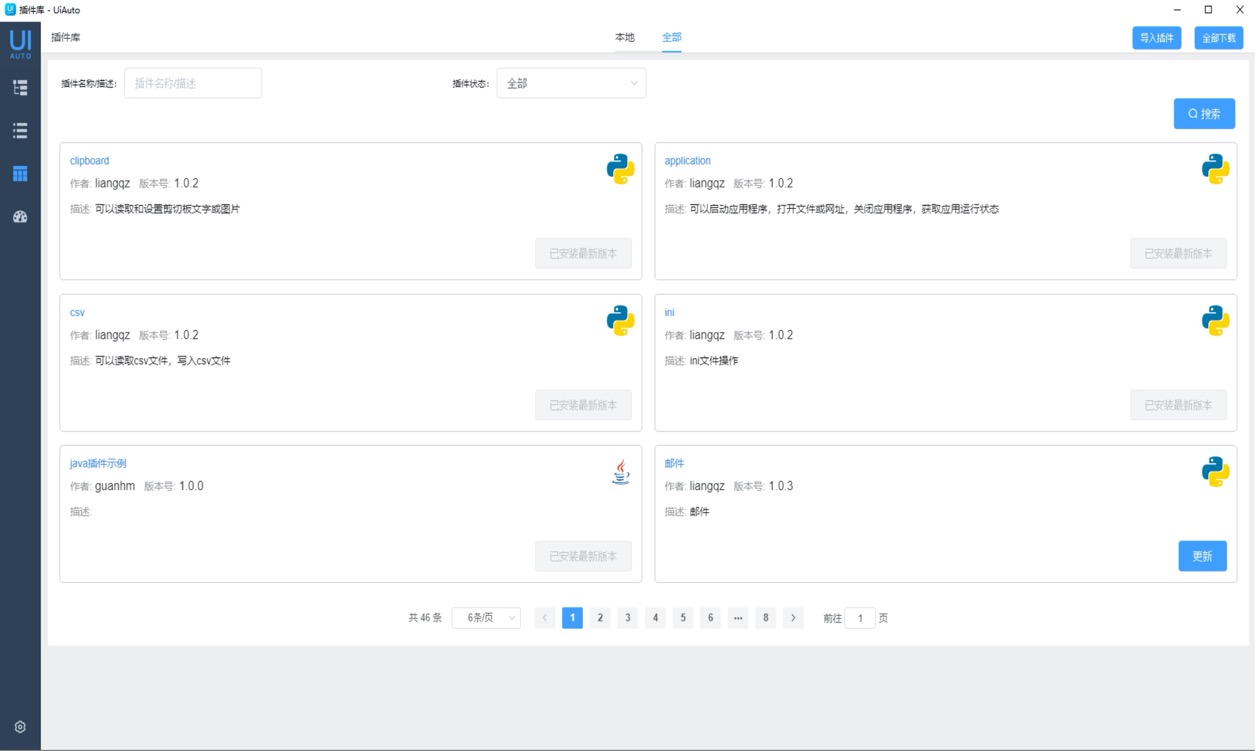 插件库 - UiAuto
UI
AUTO
插件库
本地
全部
导入插件
全部下载
插件名称/描述:
插件名称/描述
插件状态:
全部
搜索
clipboard
作者: liangqz 版本号: 1.0.2
描述: 可以读取和设置剪切板文字或图片
已安装最新版本
application
作者: liangqz 版本号: 1.0.2
描述: 可以启动应用程序，打开文件或网址，关闭应用程序，获取应用运行状态
已安装最新版本
csv
作者: liangqz 版本号: 1.0.2
描述: 可以读取csv文件，写入csv文件
已安装最新版本
ini
作者: liangqz 版本号: 1.0.2
描述: ini文件操作
已安装最新版本
java插件示例
作者: guanhm 版本号: 1.0.0
描述:
已安装最新版本
邮件
作者: liangqz 版本号: 1.0.3
描述: 邮件
更新
共 46 条 6条/页 1 2 3 4 5 6 ••• 8 前往 1 页